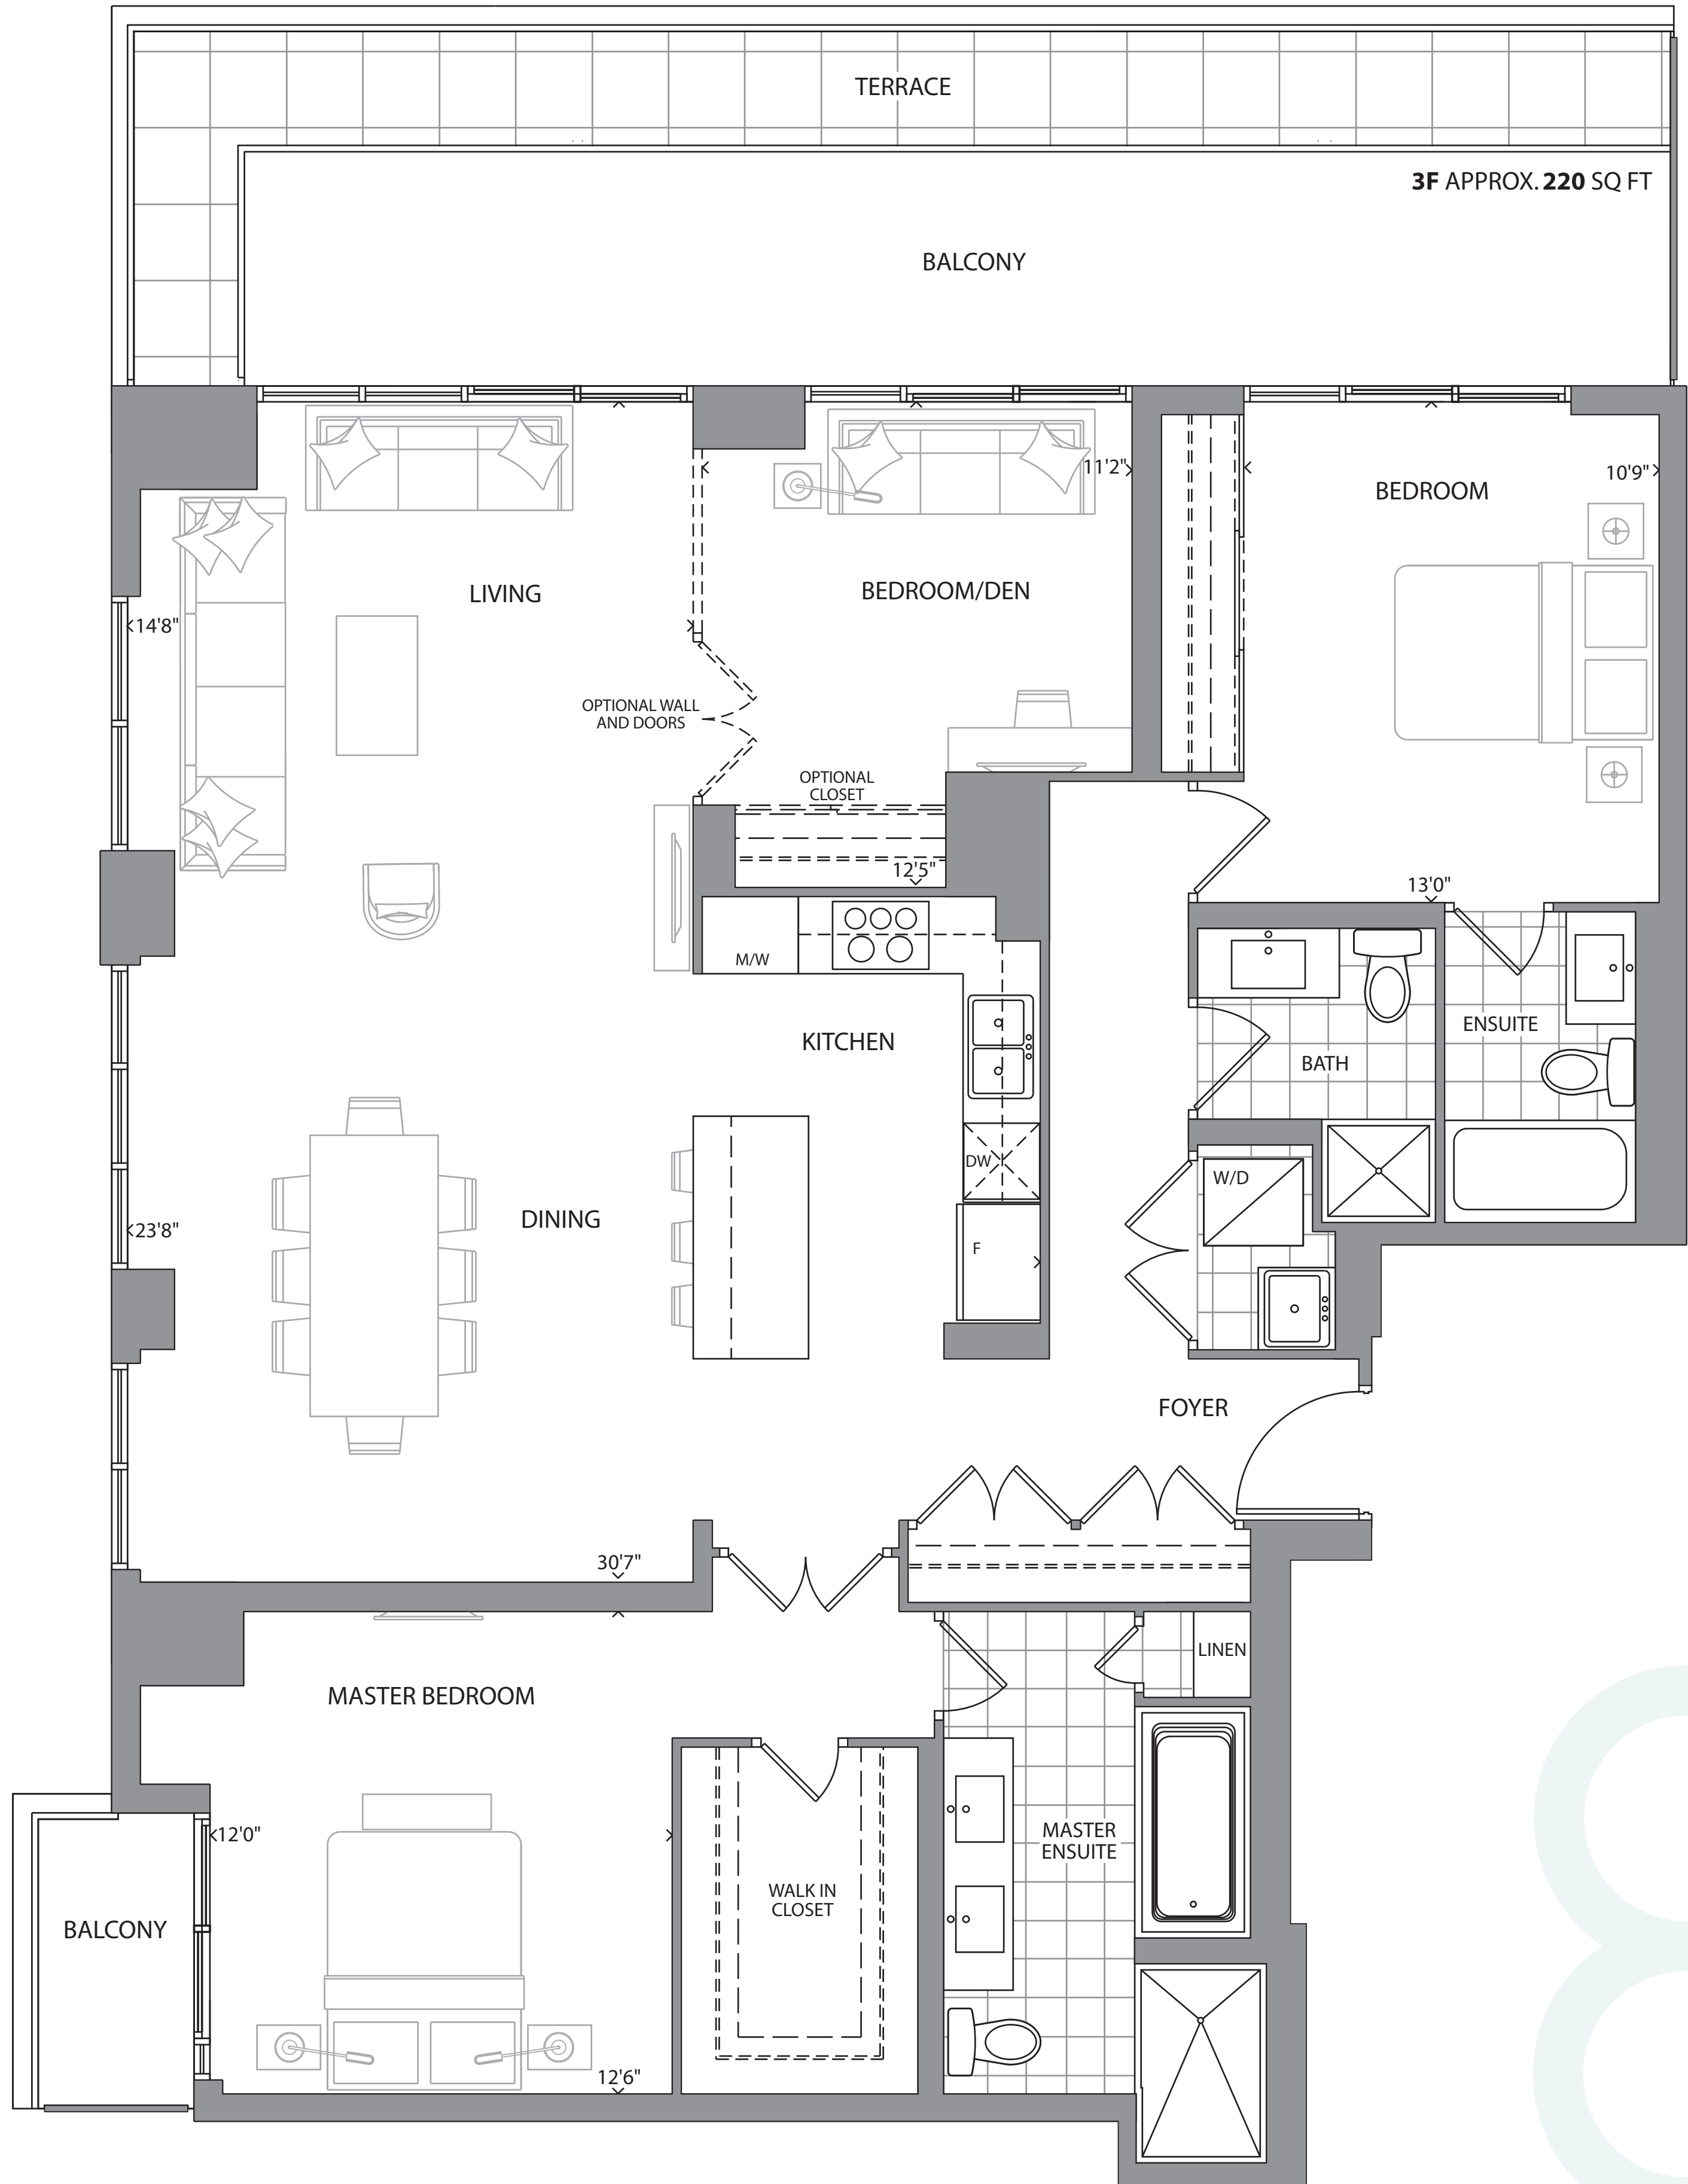 TERRACE
3F APPROX. 220 SQ FT
BALCONY
11'2"
10'9"
BEDROOM
LIVING
BEDROOM/DEN
14'8"
OPTIONAL WALL
AND DOORS
OPTIONAL
CLOSET
12'5"
13'0"
M/W
KITCHEN
ENSUITE
BATH
DW
W/D
DINING
23'8"
F
FOYER
30'7"
LINEN
MASTER BEDROOM
12'0"
MASTER
ENSUITE
WALK IN
CLOSET
BALCONY
12'6"
8